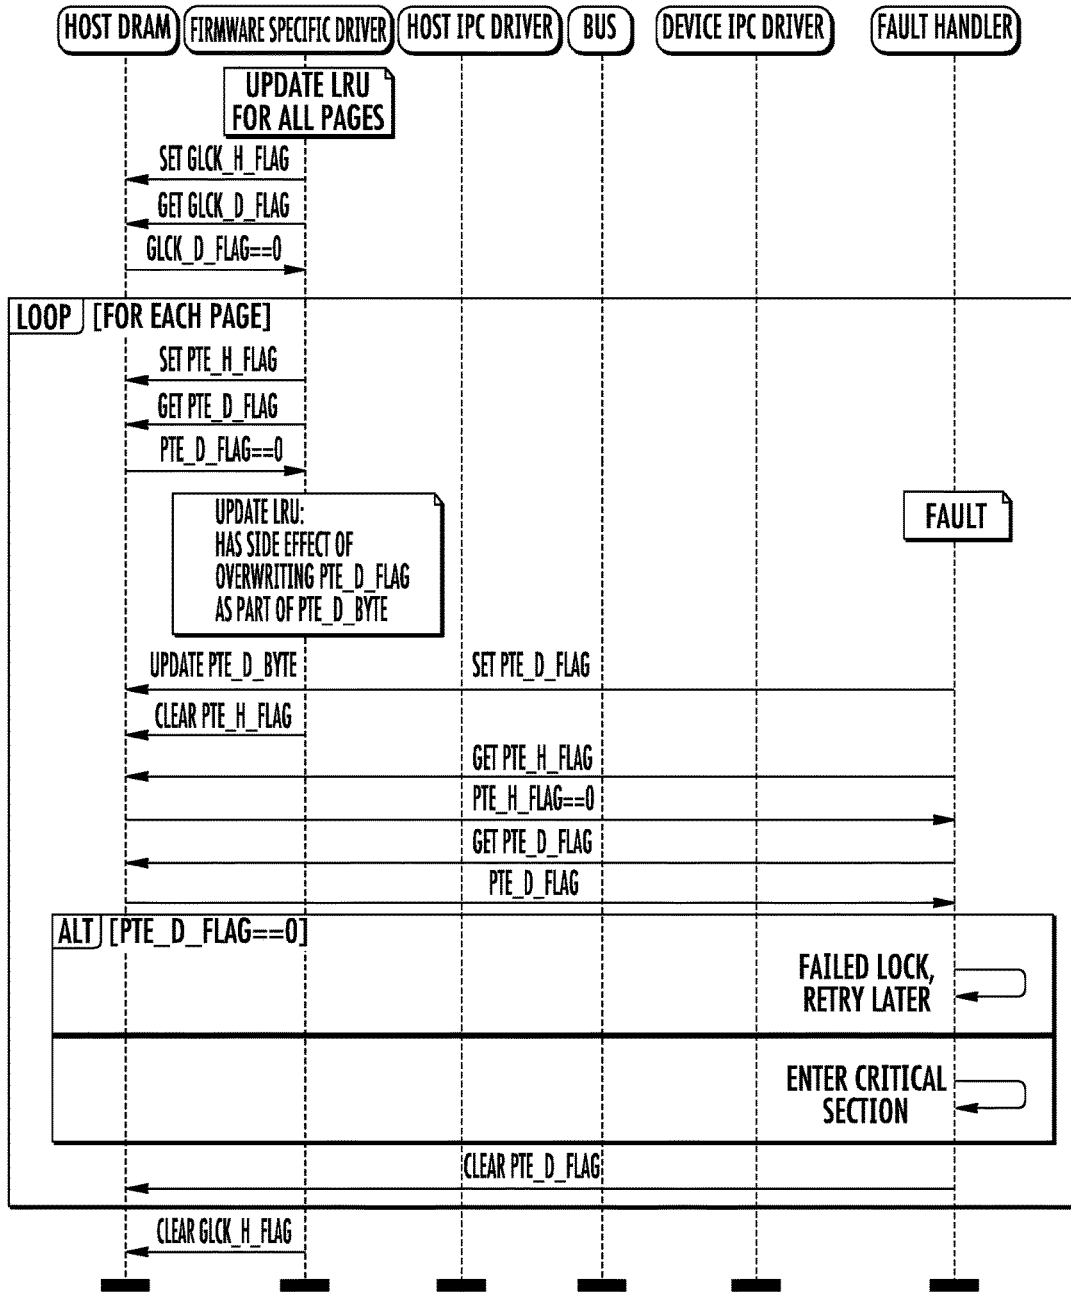 HOST DRAM
FIRMWARE SPECIFIC DRIVER
HOST IPC DRIVER
BUS
DEVICE IPC DRIVER
FAULT HANDLER
UPDATE LRU
FOR ALL PAGES
SET GLCK_H_FLAG
GET GLCK_D_FLAG
GLCK_D_FLAG==0
LOOP [FOR EACH PAGE]
SET PTE_H_FLAG
GET PTE_D_FLAG
PTE_D_FLAG==0
UPDATE LRU:
HAS SIDE EFFECT OF
OVERWRITING PTE_D_FLAG
AS PART OF PTE_D_BYTE
FAULT
UPDATE PTE_D_BYTE
SET PTE_D_FLAG
CLEAR PTE_H_FLAG
GET PTE_H_FLAG
PTE_H_FLAG==0
GET PTE_D_FLAG
PTE_D_FLAG
ALT [PTE_D_FLAG==0]
FAILED LOCK,
RETRY LATER
ENTER CRITICAL
SECTION
CLEAR PTE_D_FLAG
CLEAR GLCK_H_FLAG